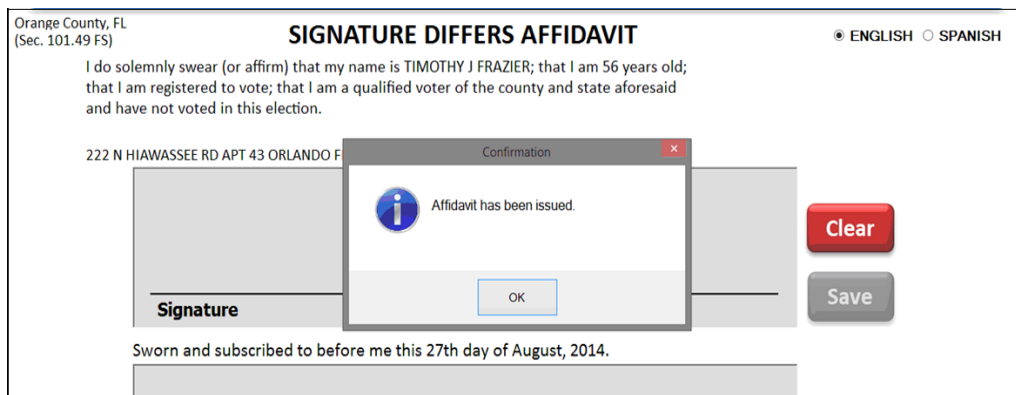 Orange County, FL
(Sec. 101.49 FS)
SIGNATURE DIFFERS AFFIDAVIT
ENGLISH SPANISH
I do solemnly swear (or affirm) that my name is TIMOTHY J FRAZIER; that I am 56 years old;
that I am registered to vote; that I am a qualified voter of the county and state aforesaid
and have not voted in this election.
222 N HIAWASSEE RD APT 43 ORLANDO F
Confirmation
Affidavit has been issued.
OK
Clear
Save
Signature
Sworn and subscribed to before me this 27th day of August, 2014.